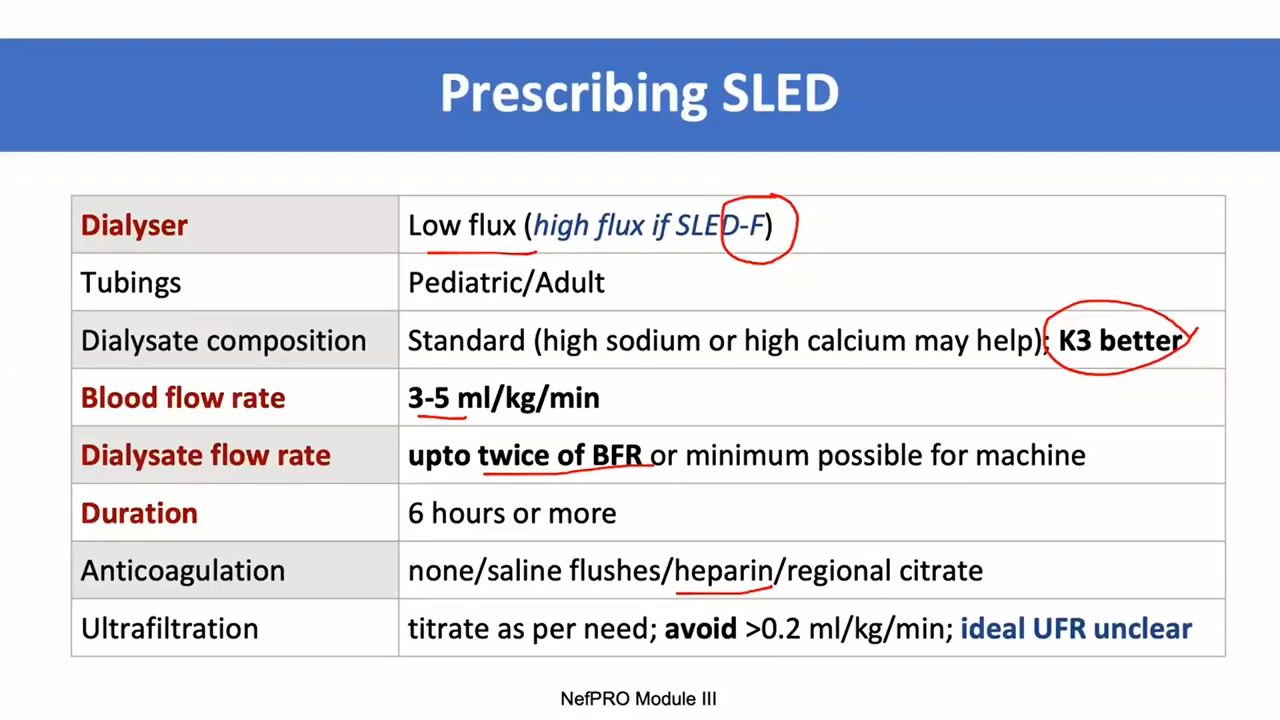 Prescribing SLED
Dialyser Low flux (high flux if SLED-F)
Tubings Pediatric/Adult
Dialysate composition Standard (high sodium or high calcium may help); K3 better
Blood flow rate 3-5 ml/kg/min
Dialysate flow rate upto twice of BFR or minimum possible for machine
Duration 6 hours or more
Anticoagulation none/saline flushes/heparin/regional citrate
Ultrafiltration titrate as per need; avoid >0.2 ml/kg/min; ideal UFR unclear
NefPRO Module III